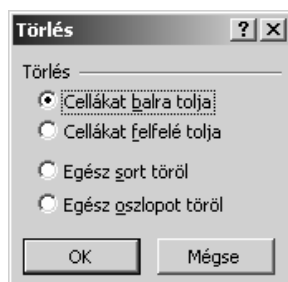 Törlés
Törlés
Cellákat balra tolja
Cellákat felfelé tolja
Egész sort töröl
Egész oszlopot töröl
OK
Mégse